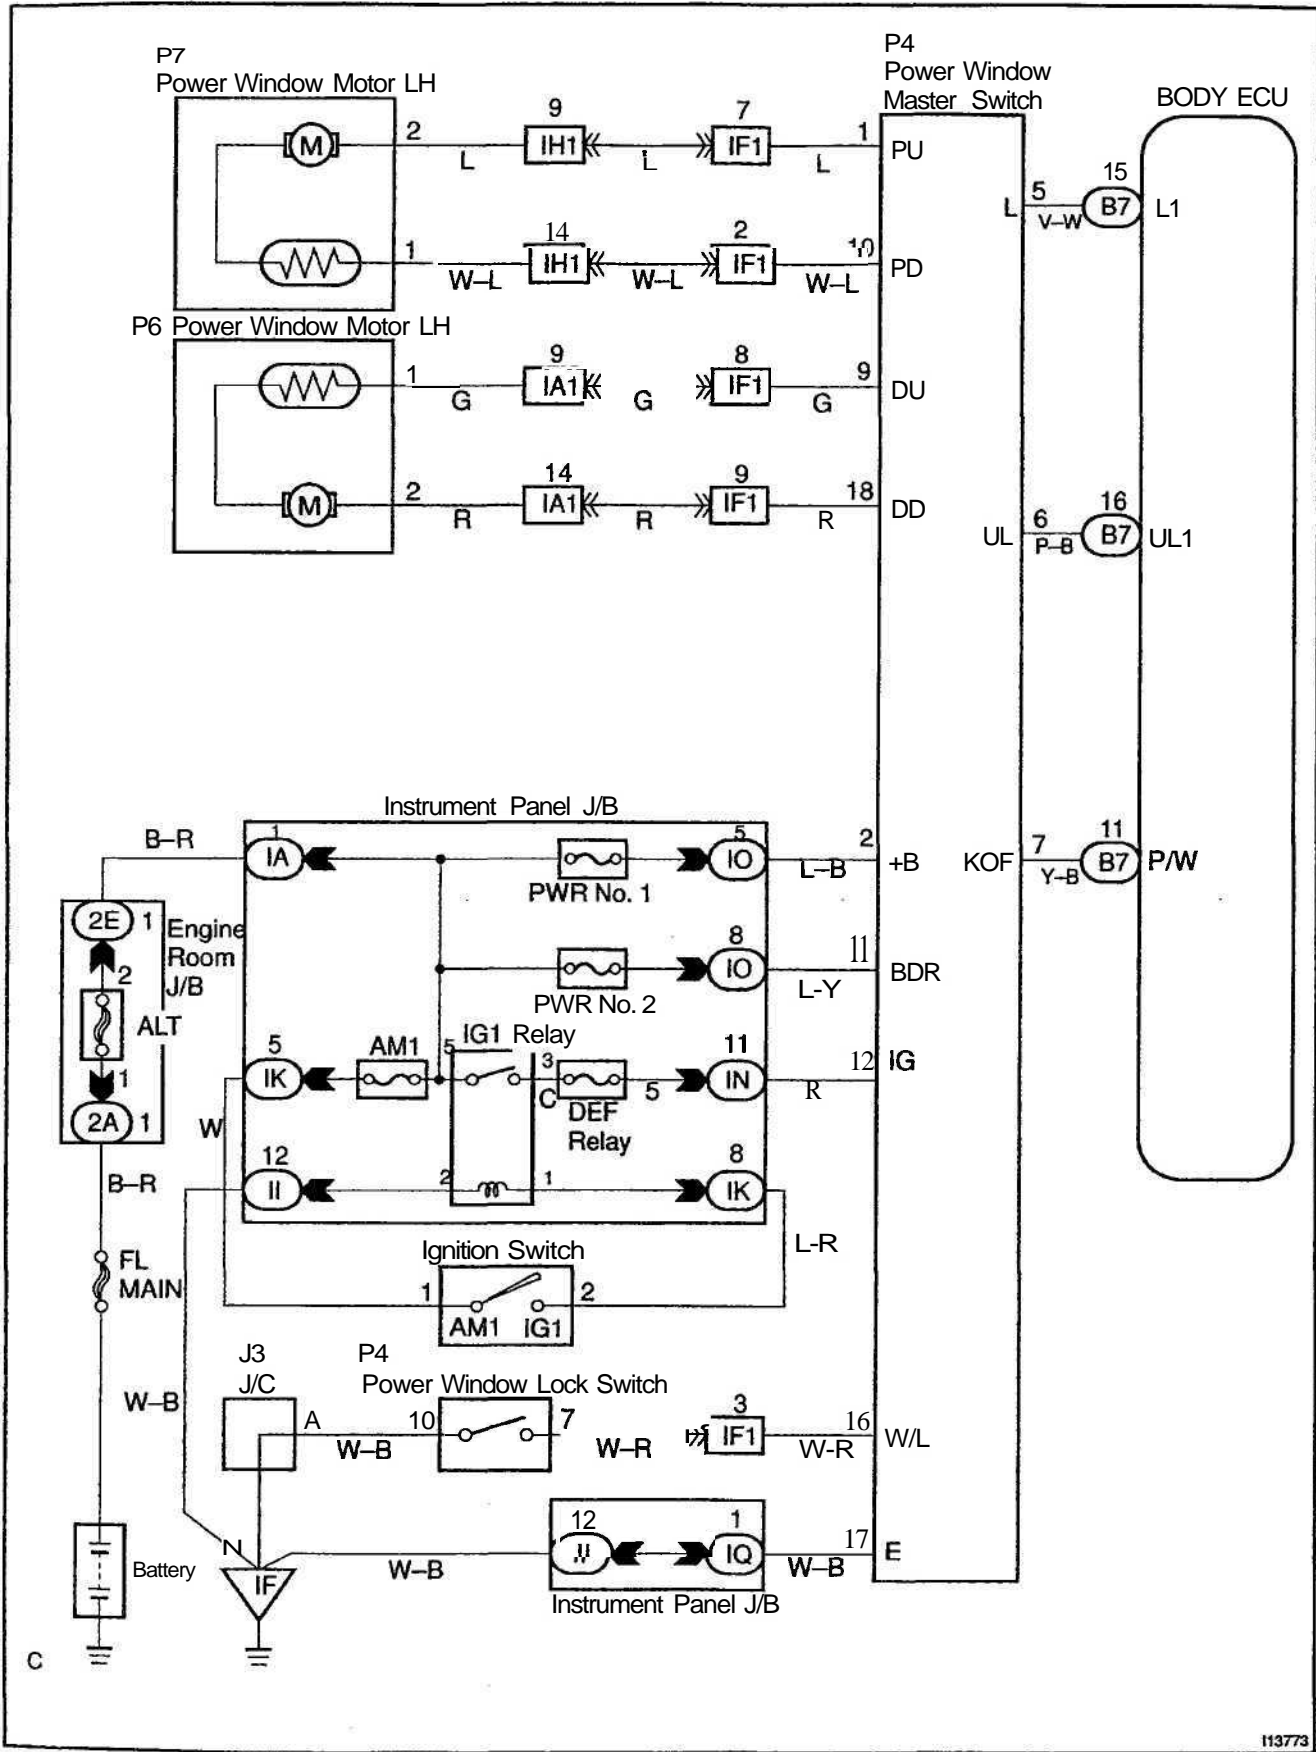 P7
Power Window Motor LH
P4
Power Window
Master Switch
BODY ECU
M
2
L
9
IH1
L
7
IF1
L
1
PU
L
5
V–W
15
B7
L1
1
W–L
14
IH1
W–L
2
IF1
W–L
PD
P6 Power Window Motor LH
1
G
9
IA1
G
8
IF1
G
9
DU
M
2
R
14
IA1
R
9
IF1
R
18
DD
UL
6
P–B
16
B7
UL1
Instrument Panel J/B
B–R
1
IA
PWR No. 1
5
IO
L–B
2
+B
KOF
7
Y–B
11
B7
P/W
2E 1
Engine
Room
J/B
2
ALT
1
2A 1
PWR No. 2
8
IO
L-Y
11
BDR
5
IK
AM1
IG1 Relay
5
3
C
DEF
Relay
5
11
IN
R
12
IG
W
12
II
2
1
8
IK
B–R
L-R
FL
MAIN
Ignition Switch
1
2
AM1 IG1
J3
J/C
P4
Power Window Lock Switch
W–B
A
W–B
10
7
W–R
3
IF1
W-R
16
W/L
Battery
N
IF
W–B
12
1
IQ
W–B
17
E
Instrument Panel J/B
C
I13773